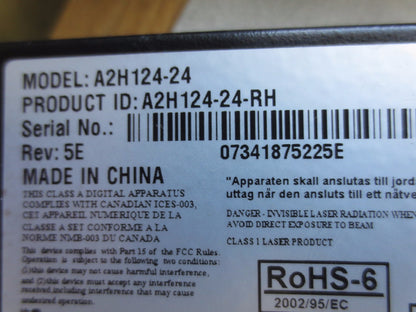 MODEL: A2H124-24
PRODUCT ID: A2H124-24-RH
Serial No.:
Rev: 5E 07341875225E
MADE IN CHINA
THIS CLASS A DIGITAL APPARATUS
COMPLIES WITH CANADIAN ICES-003,
CET APPAREIL NUMERIQUE DE LA
CLASSE A SET CONFORME A LA
NORME NMB-003 DU CANADA
This device complies with Part 15 of the FCC Rules.
Operation is subject to the following two conditions:
(1)this device may not cause harmful interference,
and (2)this device must accept any interference
received,including interference that may cause
undesired operation.
"Apparaten skall anslutas till jord
uttag när den ansluts till ett nätve
DANGER - INVISIBLE LASER RADIATION WHEN
AVOID DIRECT EXPOSURE TO BEAM
CLASS 1 LASER PRODUCT
RoHS-6
2002/95/EC